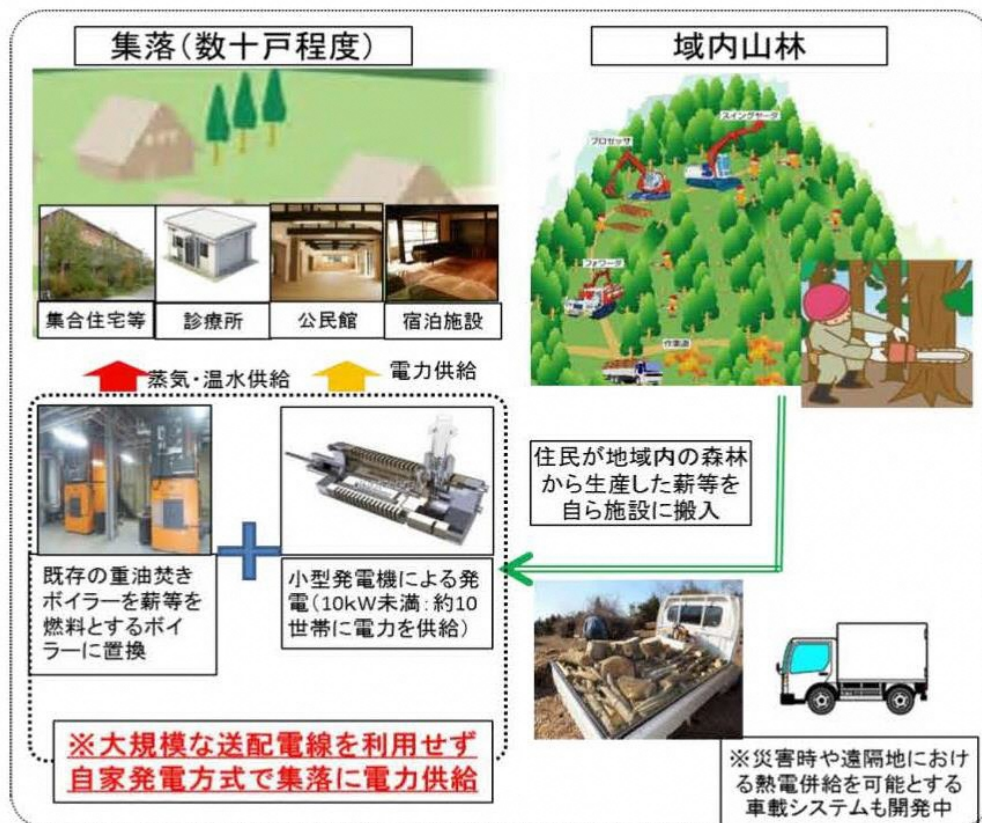 集落(数十戸程度)
集合住宅等
診療所
公民館
宿泊施設
蒸気・温水供給
電力供給
既存の重油焚き
ボイラーを薪等を
燃料とするボイ
ラーに置換
小型発電機による発
電(10kW未満:約10
世帯に電力を供給)
※大規模な送配電線を利用せず
自家発電方式で集落に電力供給
域内山林
スイングヤーダ
プロセッサ
フォワーダ
作業道
住民が地域内の森林
から生産した薪等を
自ら施設に搬入
※災害時や遠隔地におけ
る熱電併給を可能とする
車載システムも開発中